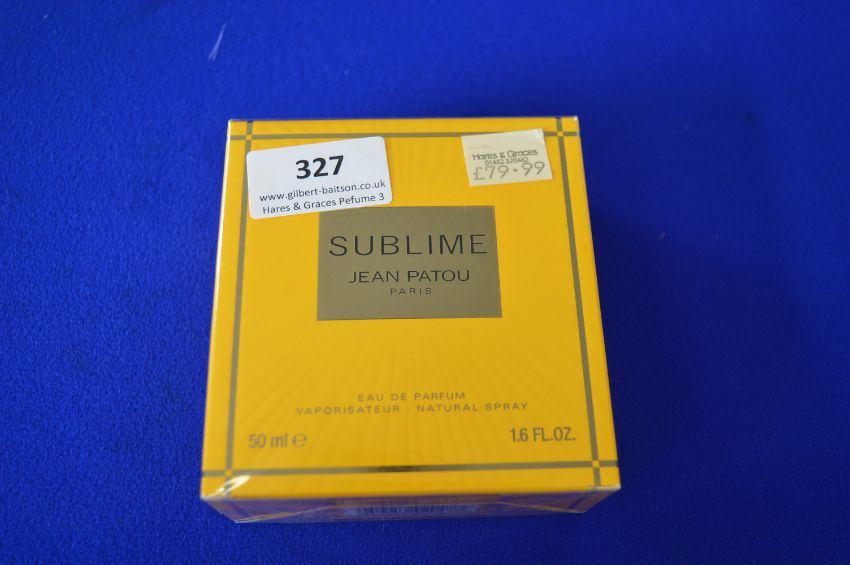 327
www.gilbert-baitson.co.uk
Hares & Graces Pefume 3
Hares & Graces
01482 320482
£79.99
SUBLIME
JEAN PATOU
PARIS
EAU DE PARFUM
VAPORISATEUR · NATURAL SPRAY
50 ml ℮
1.6 FL.OZ.